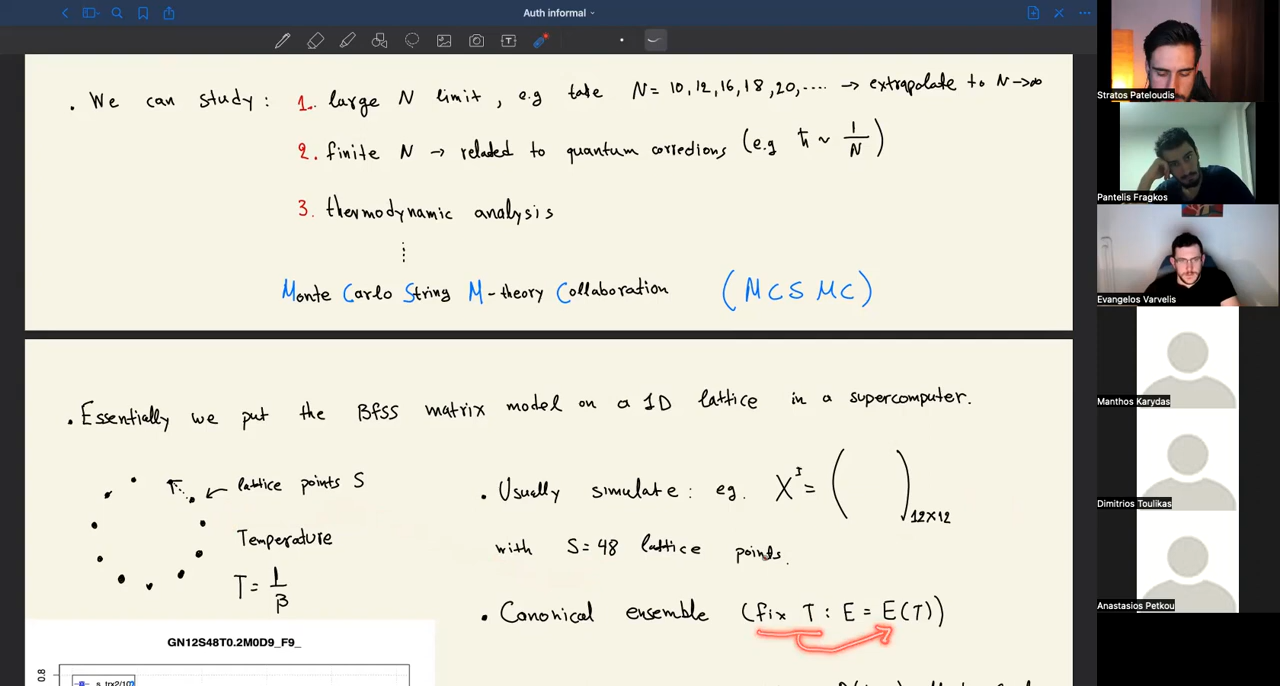 Auth informal
Stratos Pateloudis
Pantelis Fragkos
Evangelos Varvelis
Manthos Karydas
Dimitrios Toulikas
Anastasios Petkou
• We can study: 1. large N limit, e.g take N = 10, 12, 16, 18, 20, .... → extrapolate to N→∞
2. finite N → related to quantum corrections (e.g ħ ~ 1/N)
3. thermodynamic analysis
⋮
Monte Carlo String M-theory Collaboration (MCSMC)
• Essentially we put the BFSS matrix model on a 1D lattice in a supercomputer.
lattice points S
Temperature
T = 1/β
• Usually simulate: eg. X^I = ( )12×12
with S=48 lattice points.
• Canonical ensemble (fix T : E = E(T))
GN12S48T0.2M0D9_F9_
0.8